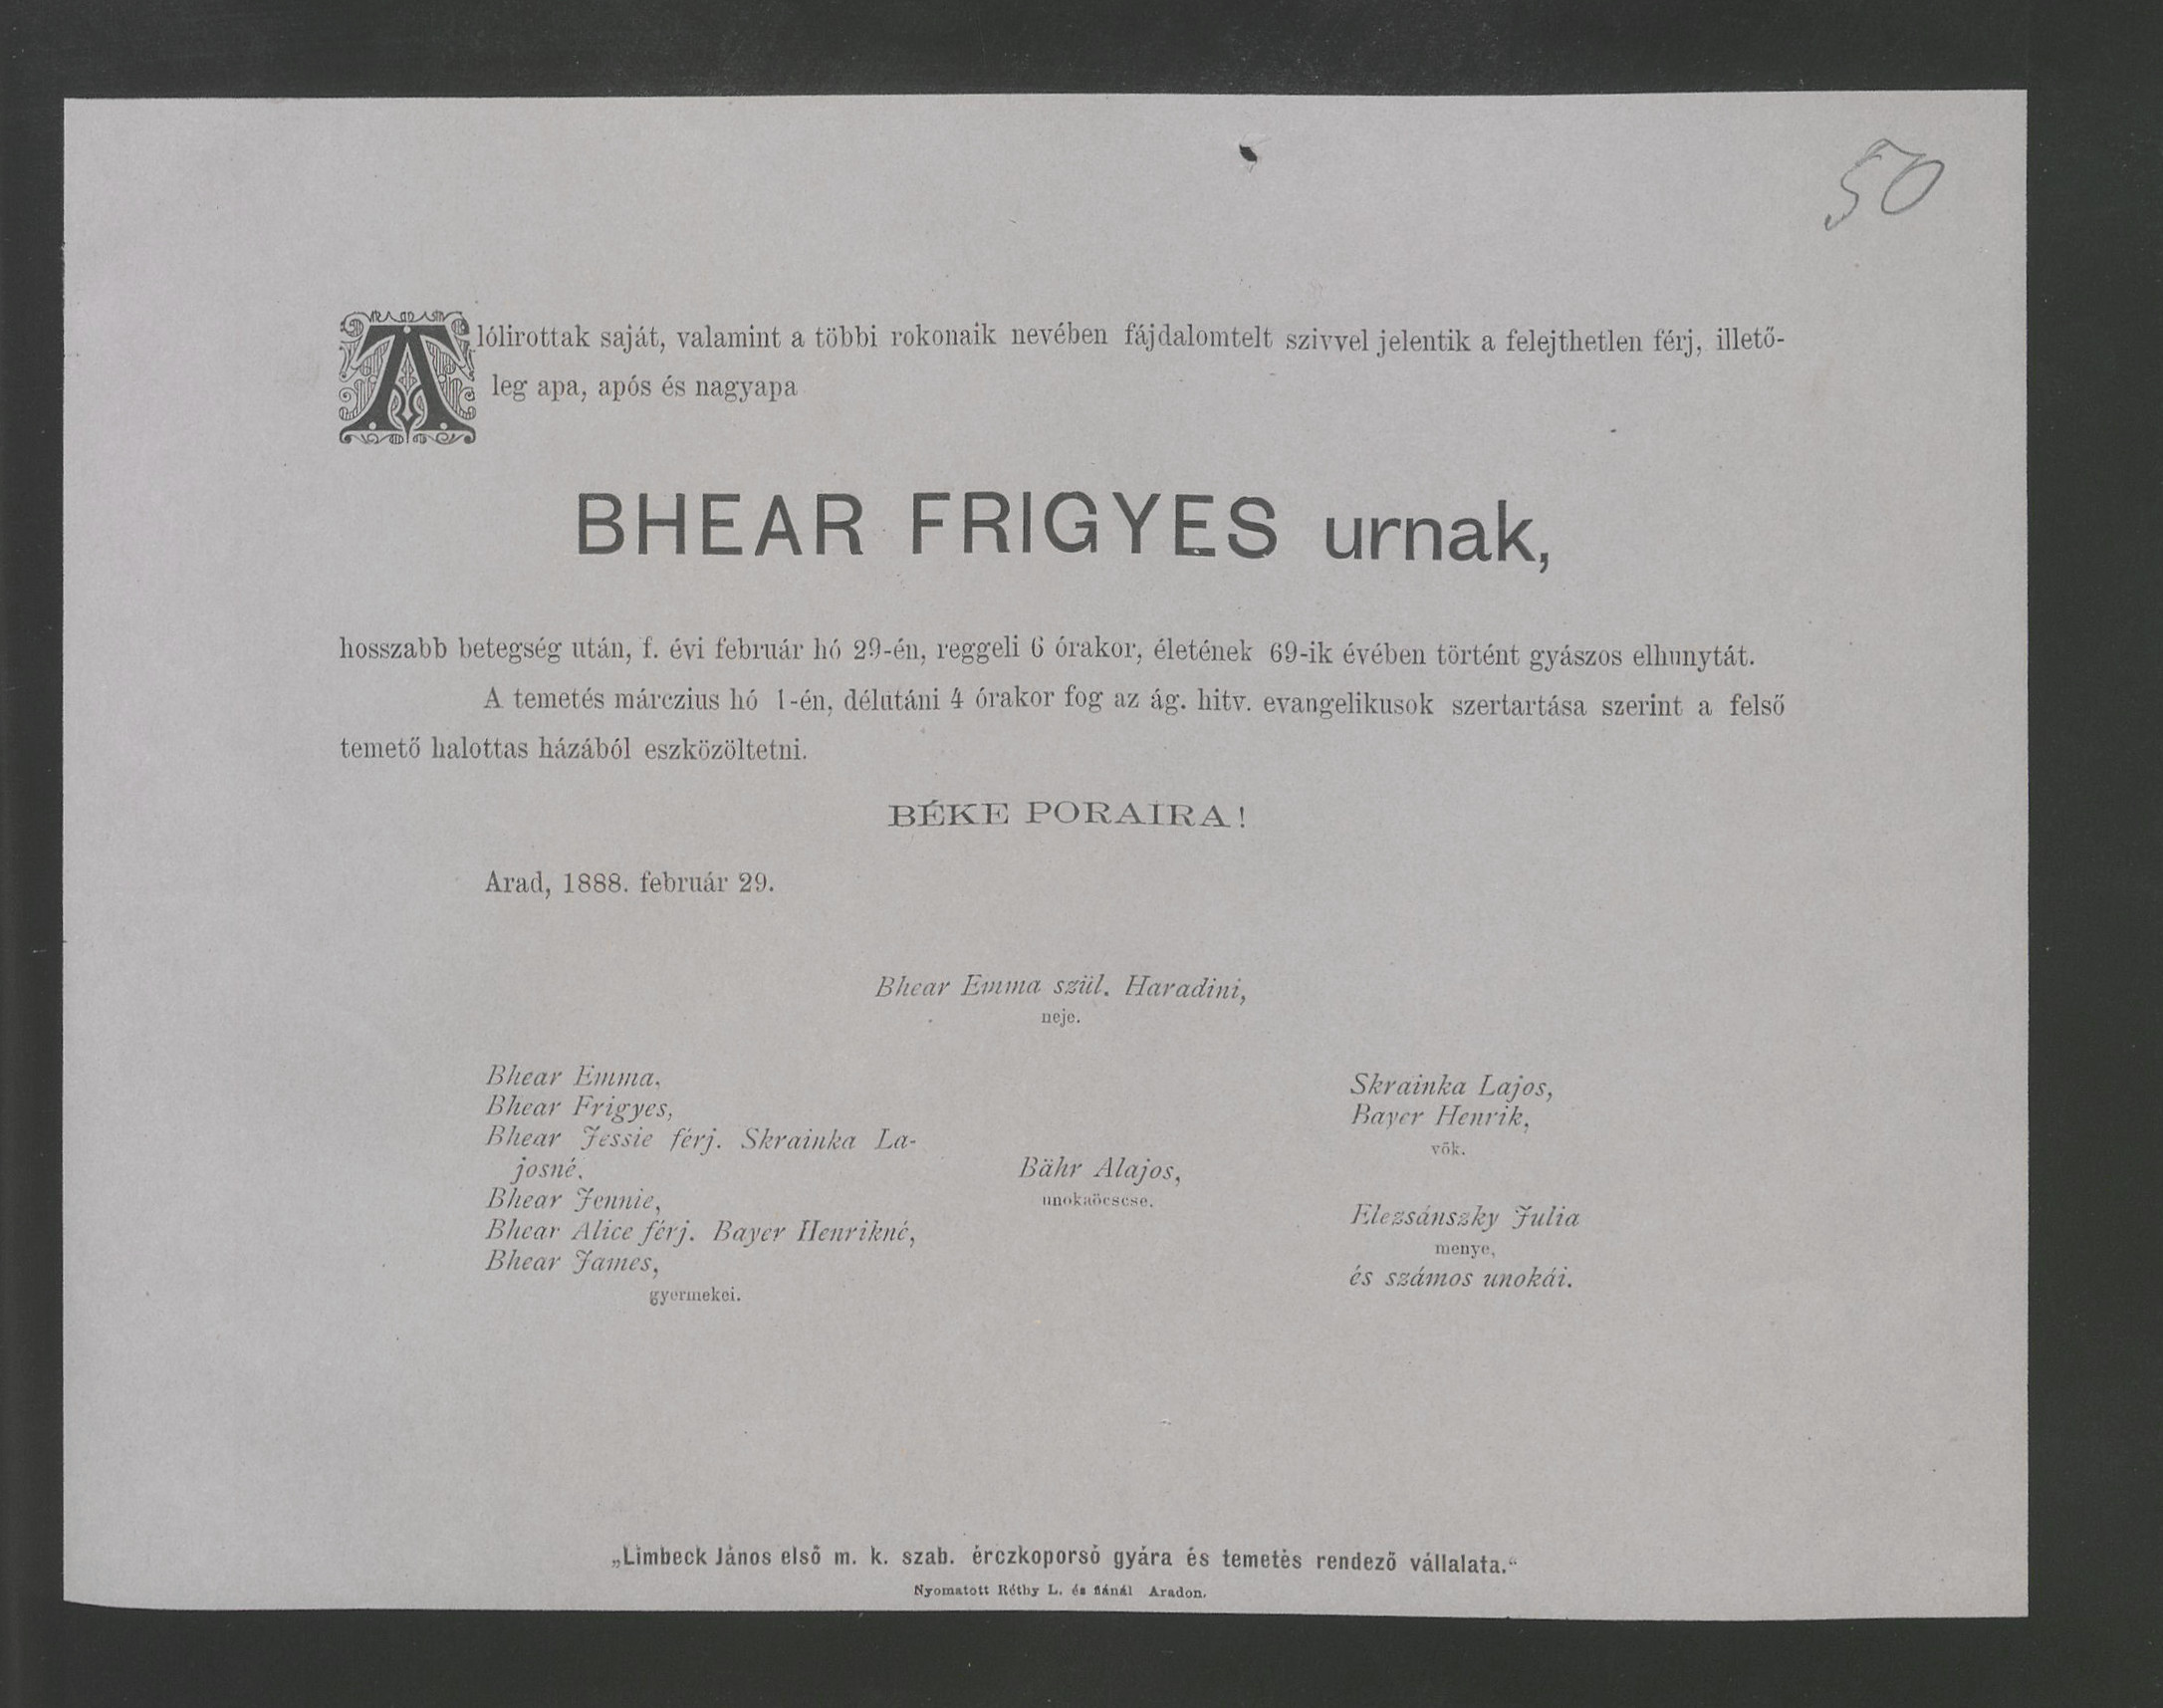 50
Alólirottak saját, valamint a többi rokonaik nevében fájdalomtelt szivvel jelentik a felejthetlen férj, illető-
leg apa, após és nagyapa
BHEAR FRIGYES urnak,
hosszabb betegség után, f. évi február hó 29-én, reggeli 6 órakor, életének 69-ik évében történt gyászos elhunytát.
A temetés márczius hó 1-én, délutáni 4 órakor fog az ág. hitv. evangelikusok szertartása szerint a felső
temető halottas házából eszközöltetni.
BÉKE PORAIRA!
Arad, 1888. február 29.
Bhear Emma szül. Haradini,
neje.
Bhear Emma,
Bhear Frigyes,
Bhear Jessie férj. Skrainka La-
josné,
Bhear Jennie,
Bhear Alice férj. Bayer Henrikné,
Bhear James,
gyermekei.
Bähr Alajos,
unokaöcscse.
Skrainka Lajos,
Bayer Henrik,
vők.
Elezsánszky Julia
menye,
és számos unokái.
„Limbeck János első m. k. szab. érczkoporsó gyára és temetés rendező vállalata.“
Nyomatott Réthy L. és fiánál Aradon.